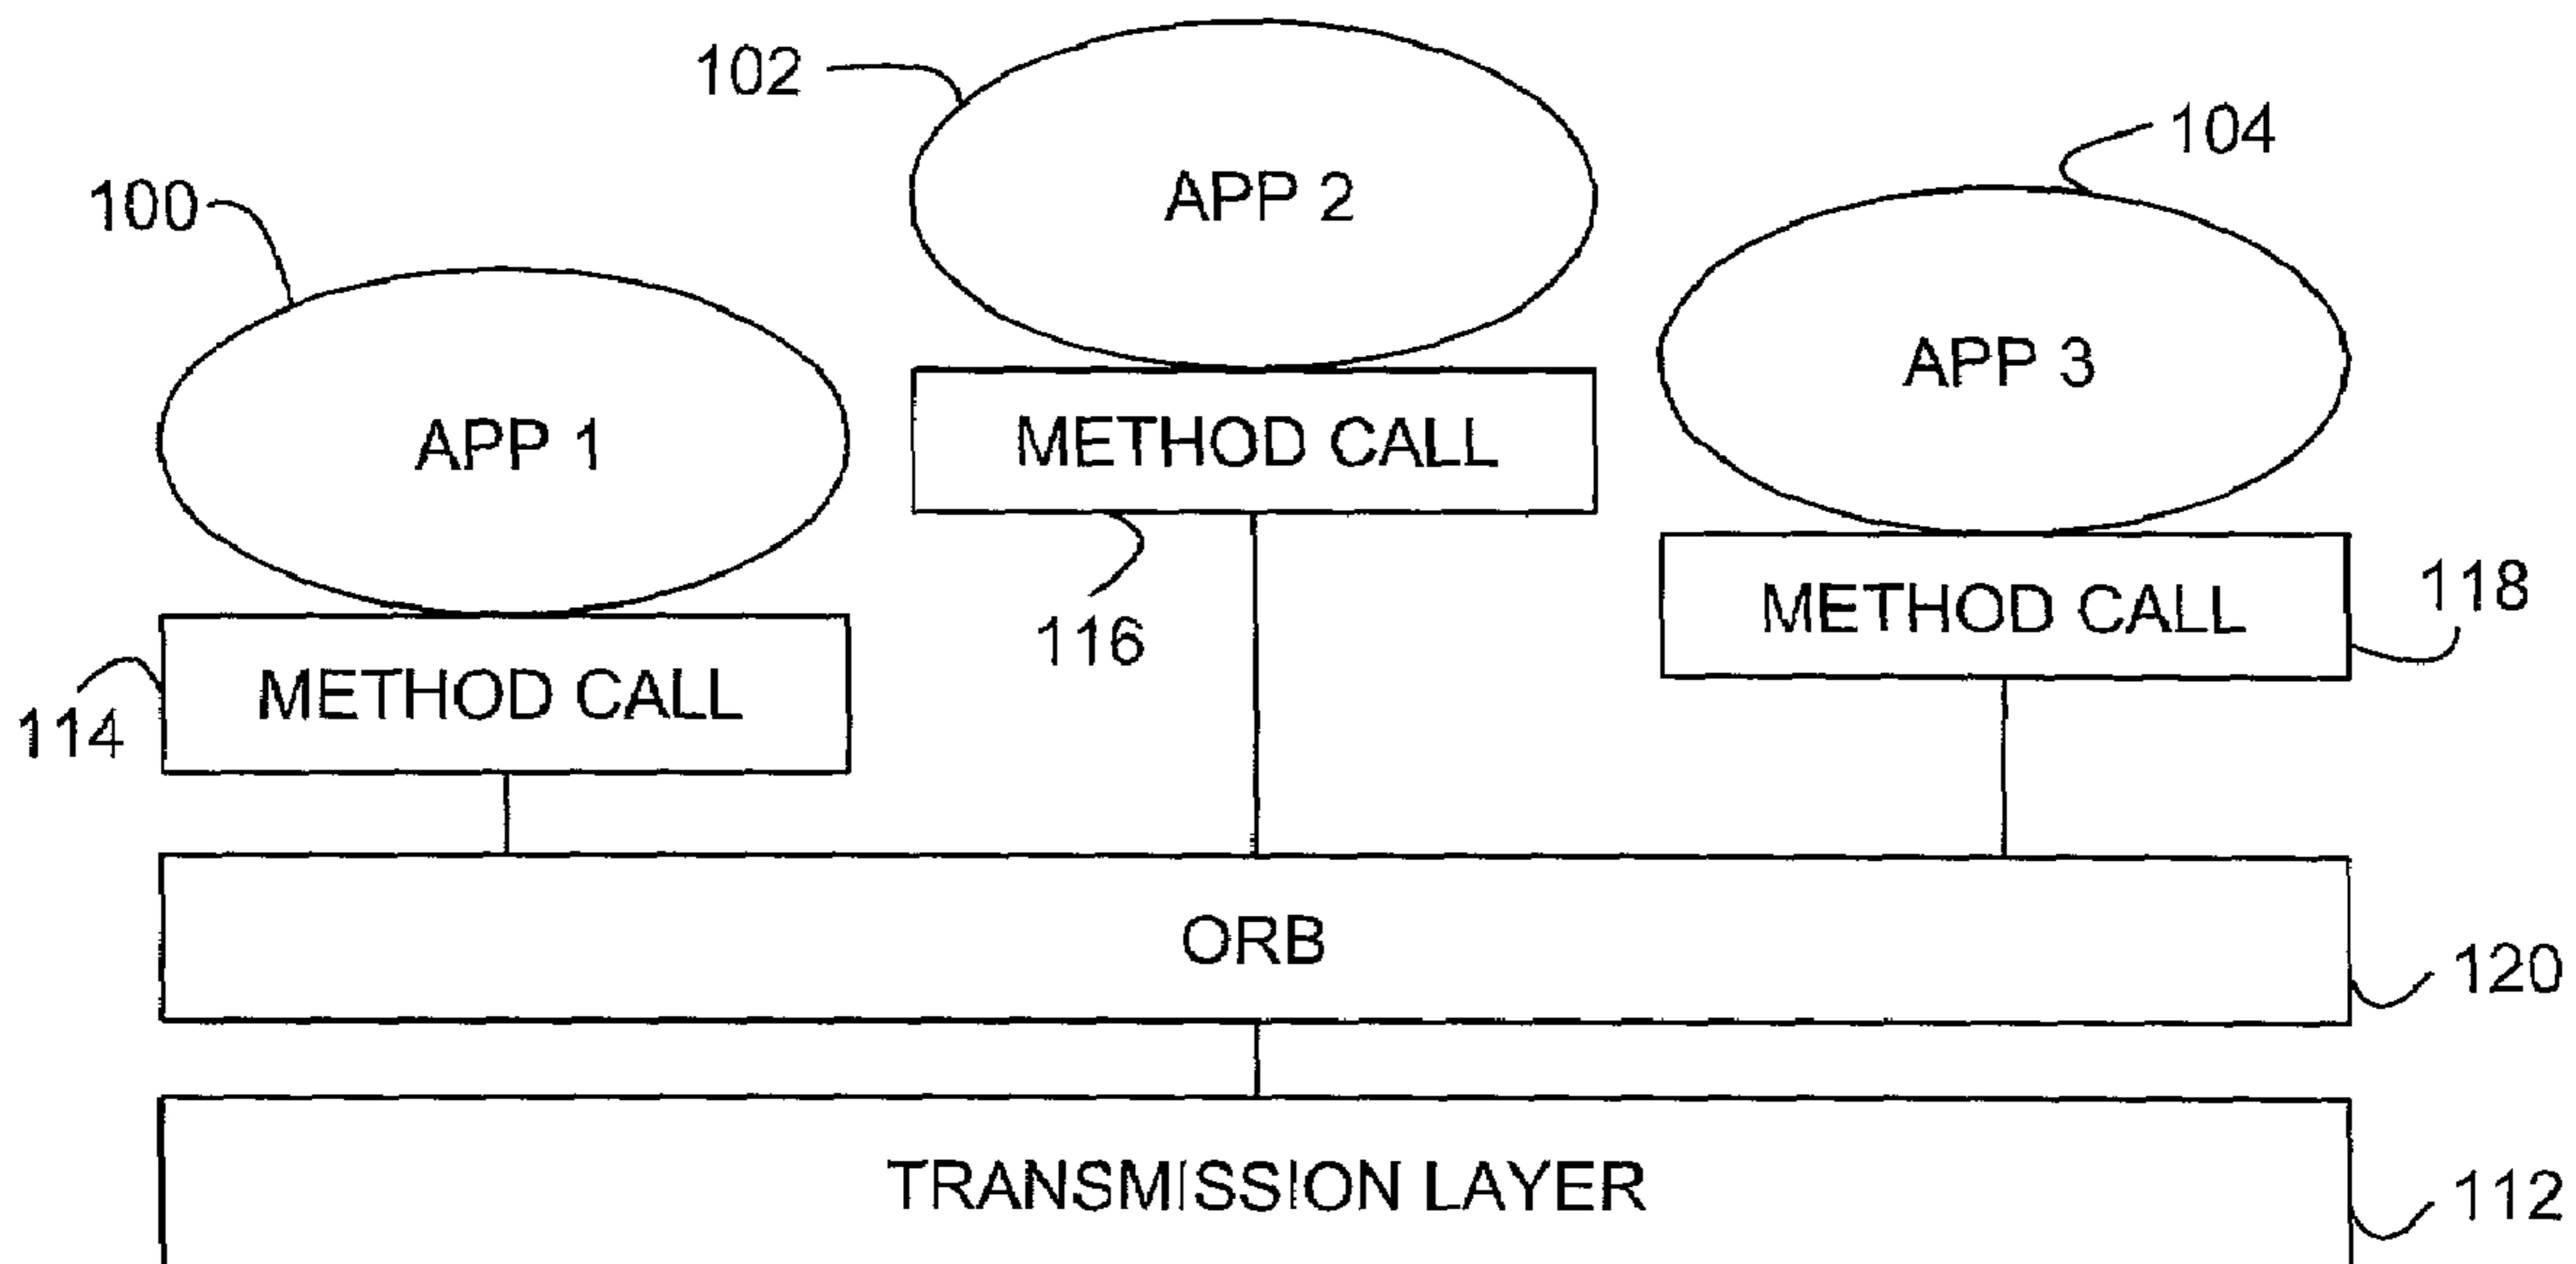 102
104
100
APP 2
APP 3
APP 1
METHOD CALL
118
METHOD CALL
116
METHOD CALL
114
ORB
120
TRANSMISSION LAYER
112